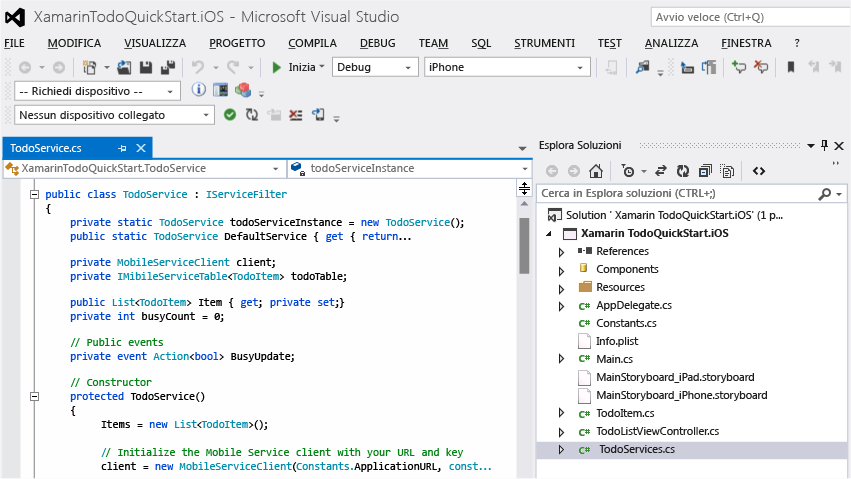 XamarinTodoQuickStart.iOS - Microsoft Visual Studio
Avvio veloce (Ctrl+Q)
FILE MODIFICA VISUALIZZA PROGETTO COMPILA DEBUG TEAM SQL STRUMENTI TEST ANALIZZA FINESTRA ?
Inizia Debug iPhone
-- Richiedi dispositivo --
Nessun dispositivo collegato
TodoService.cs
XamarinTodoQuickStart.TodoService
todoServiceInstance
public class TodoService : IServiceFilter
{
private static TodoService todoServiceInstance = new TodoService();
public static TodoService DefaultService { get { return...
private MobileServiceClient client;
private IMibileServiceTable<TodoItem> todoTable;
public List<TodoItem> Item { get; private set;}
private int busyCount = 0;
// Public events
private event Action<bool> BusyUpdate;
// Constructor
protected TodoService()
{
Items = new List<TodoItem>();
// Initialize the Mobile Service client with your URL and key
client = new MobileServiceClient(Constants.ApplicationURL, const...
Esplora Soluzioni
Cerca in Esplora soluzioni (CTRL+;)
Solution ' Xamarin TodoQuickStart.iOS' (1 p...
Xamarin TodoQuickStart.iOS
References
Components
Resources
C# AppDelegate.cs
C# Constants.cs
Info.plist
C# Main.cs
MainStoryboard_iPad.storyboard
MainStoryboard_iPhone.storyboard
C# TodoItem.cs
C# TodoListViewController.cs
C# TodoServices.cs